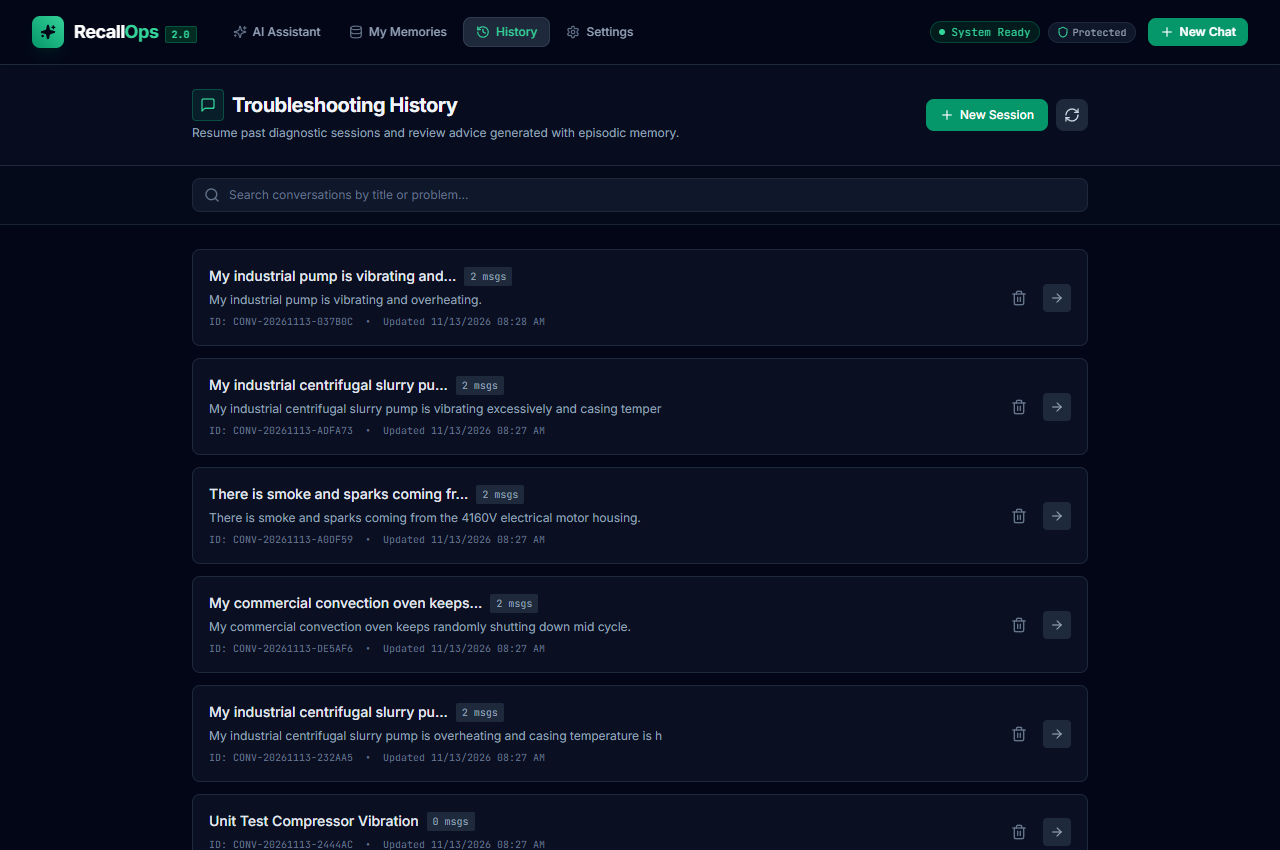 RecallOps 2.0 AI Assistant My Memories History Settings System Ready Protected New Chat
Troubleshooting History
Resume past diagnostic sessions and review advice generated with episodic memory.
New Session
Search conversations by title or problem...
My industrial pump is vibrating and... 2 msgs
My industrial pump is vibrating and overheating.
ID: CONV-20261113-037B0C • Updated 11/13/2026 08:28 AM
My industrial centrifugal slurry pu... 2 msgs
My industrial centrifugal slurry pump is vibrating excessively and casing temper
ID: CONV-20261113-ADFA73 • Updated 11/13/2026 08:27 AM
There is smoke and sparks coming fr... 2 msgs
There is smoke and sparks coming from the 4160V electrical motor housing.
ID: CONV-20261113-A0DF59 • Updated 11/13/2026 08:27 AM
My commercial convection oven keeps... 2 msgs
My commercial convection oven keeps randomly shutting down mid cycle.
ID: CONV-20261113-DE5AF6 • Updated 11/13/2026 08:27 AM
My industrial centrifugal slurry pu... 2 msgs
My industrial centrifugal slurry pump is overheating and casing temperature is h
ID: CONV-20261113-232AA5 • Updated 11/13/2026 08:27 AM
Unit Test Compressor Vibration 0 msgs
ID: CONV-20261113-2444AC • Updated 11/13/2026 08:27 AM